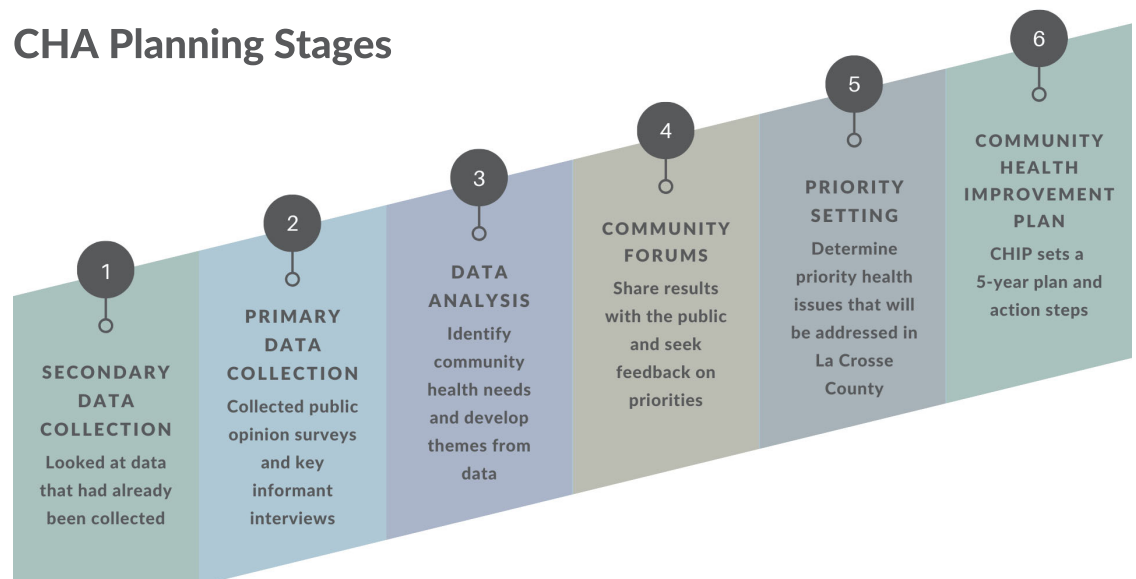 CHA Planning Stages
1
SECONDARY
DATA
COLLECTION
Looked at data
that had already
been collected
2
PRIMARY
DATA
COLLECTION
Collected public
opinion surveys
and key
informant
interviews
3
DATA
ANALYSIS
Identify
community
health needs
and develop
themes from
data
4
COMMUNITY
FORUMS
Share results
with the public
and seek
feedback on
priorities
5
PRIORITY
SETTING
Determine
priority health
issues that will
be addressed in
La Crosse
County
6
COMMUNITY
HEALTH
IMPROVEMENT
PLAN
CHIP sets a
5-year plan and
action steps